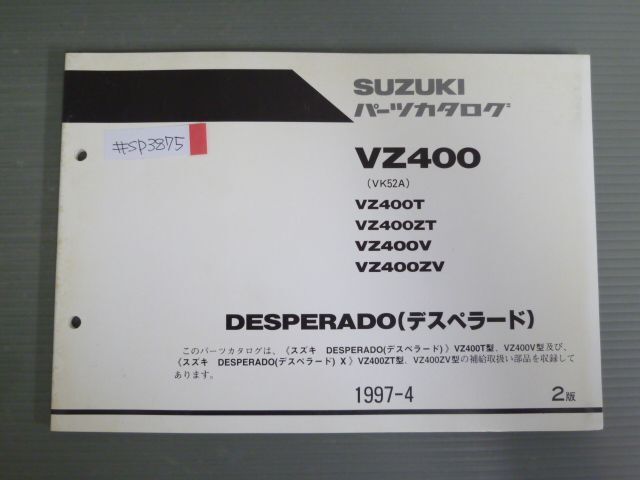 SUZUKI
パーツカタログ
#SP3875
VZ400
(VK52A)
VZ400T
VZ400ZT
VZ400V
VZ400ZV
DESPERADO(デスペラード)
このパーツカタログは、《スズキ DESPERADO(デスペラード)》VZ400T型、VZ400V型及び、
《スズキ DESPERADO(デスペラード) X》VZ400ZT型、VZ400ZV型の補給取扱い部品を収録して
あります。
1997-4
2版